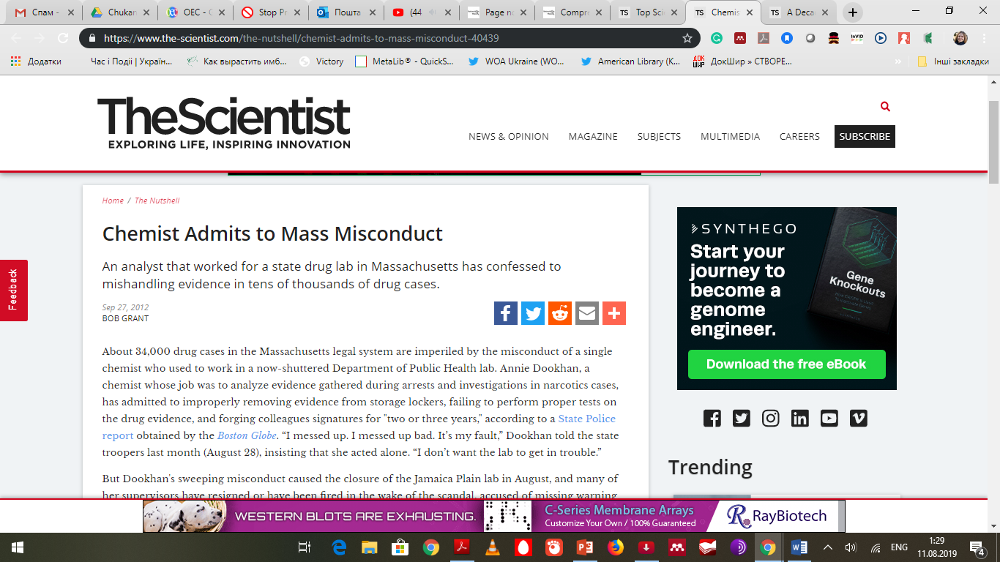 Спам -
Chukan
OEC - C
Stop Pr
Пошта
(44
Page no
Compre
Top Sci
Chemis
A Deca
https://www.the-scientist.com/the-nutshell/chemist-admits-to-mass-misconduct-40439
Додатки
Час і Події | Україн...
Как вырастить имб...
Victory
MetaLib® - QuickS...
WOA Ukraine (WO...
American Library (K...
ДокШир » СТВОРЕ...
»
Інші закладки
TheScientist
EXPLORING LIFE, INSPIRING INNOVATION
NEWS & OPINION
MAGAZINE
SUBJECTS
MULTIMEDIA
CAREERS
SUBSCRIBE
Home / The Nutshell
Chemist Admits to Mass Misconduct
An analyst that worked for a state drug lab in Massachusetts has confessed to
mishandling evidence in tens of thousands of drug cases.
Sep 27, 2012
BOB GRANT
About 34,000 drug cases in the Massachusetts legal system are imperiled by the misconduct of a single
chemist who used to work in a now-shuttered Department of Public Health lab. Annie Dookhan, a
chemist whose job was to analyze evidence gathered during arrests and investigations in narcotics cases,
has admitted to improperly removing evidence from storage lockers, failing to perform proper tests on
the drug evidence, and forging colleagues signatures for "two or three years," according to a State Police
report obtained by the Boston Globe. “I messed up. I messed up bad. It’s my fault,” Dookhan told the state
troopers last month (August 28), insisting that she acted alone. “I don’t want the lab to get in trouble.”
But Dookhan's sweeping misconduct caused the closure of the Jamaica Plain lab in August, and many of
her supervisors have resigned or have been fired in the wake of the scandal, accused of missing warning
Feedback
SYNTHEGO
Start your
journey to
become a
genome
engineer.
Gene
Knockouts
Download the free eBook
Trending
WESTERN BLOTS ARE EXHAUSTING.
C-Series Membrane Arrays
Customize Your Own / 100% Guaranteed
RayBiotech
ENG
1:29
11.08.2019
4